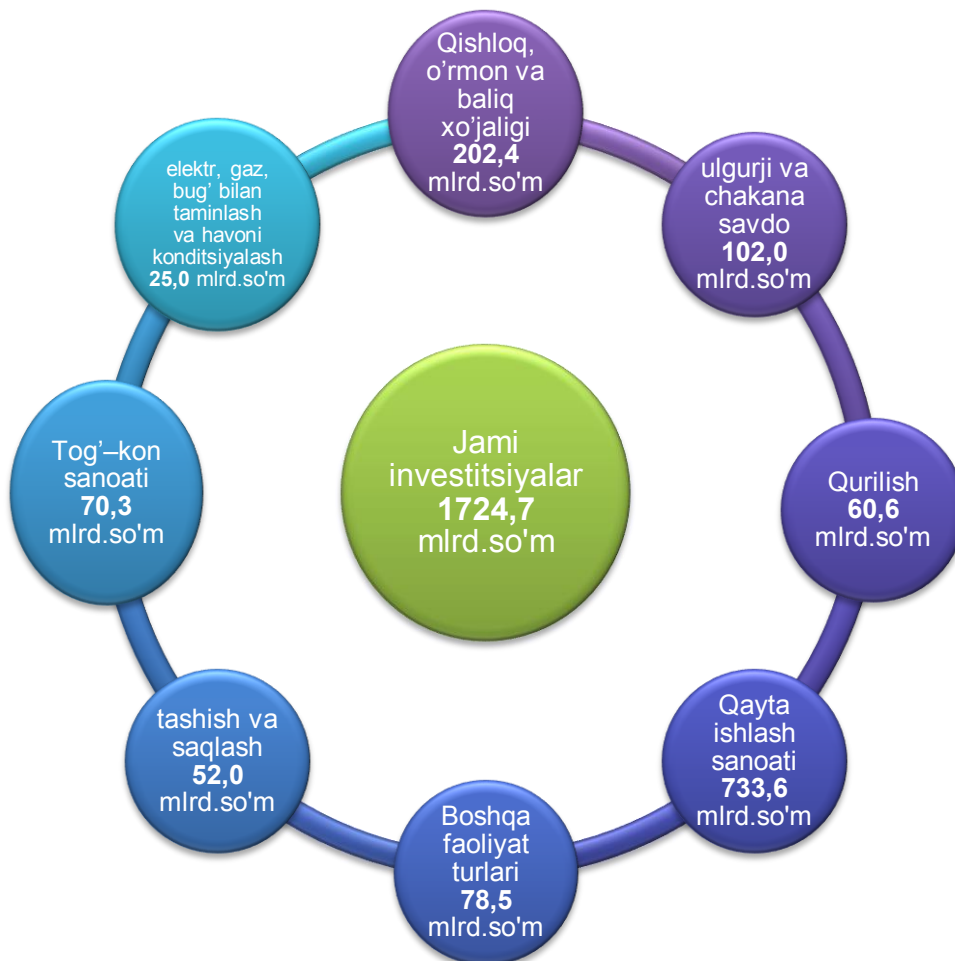 Qishloq,
o’rmon va
baliq
xo’jaligi
202,4
mlrd.so'm
ulgurji va
chakana
savdo
102,0
mlrd.so'm
Qurilish
60,6
mlrd.so'm
Qayta
ishlash
sanoati
733,6
mlrd.so'm
Boshqa
faoliyat
turlari
78,5
mlrd.so'm
tashish va
saqlash
52,0
mlrd.so'm
Tog’–kon
sanoati
70,3
mlrd.so'm
elektr, gaz,
bug’ bilan
taminlash
va havoni
konditsiyalash
25,0 mlrd.so'm
Jami
investitsiyalar
1724,7
mlrd.so'm